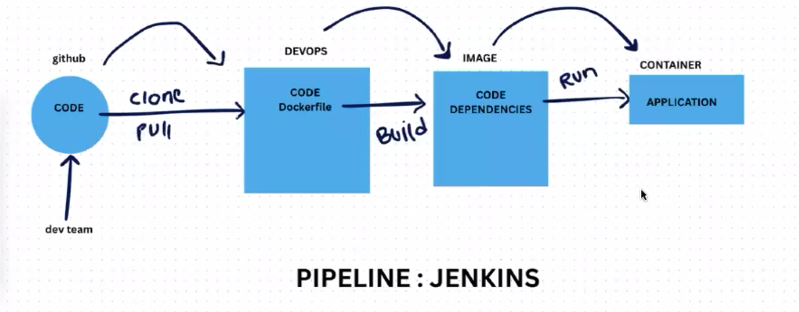 github
CODE
dev team
clone
pull
DEVOPS
CODE
Dockerfile
Build
IMAGE
CODE
DEPENDENCIES
Run
CONTAINER
APPLICATION
PIPELINE : JENKINS